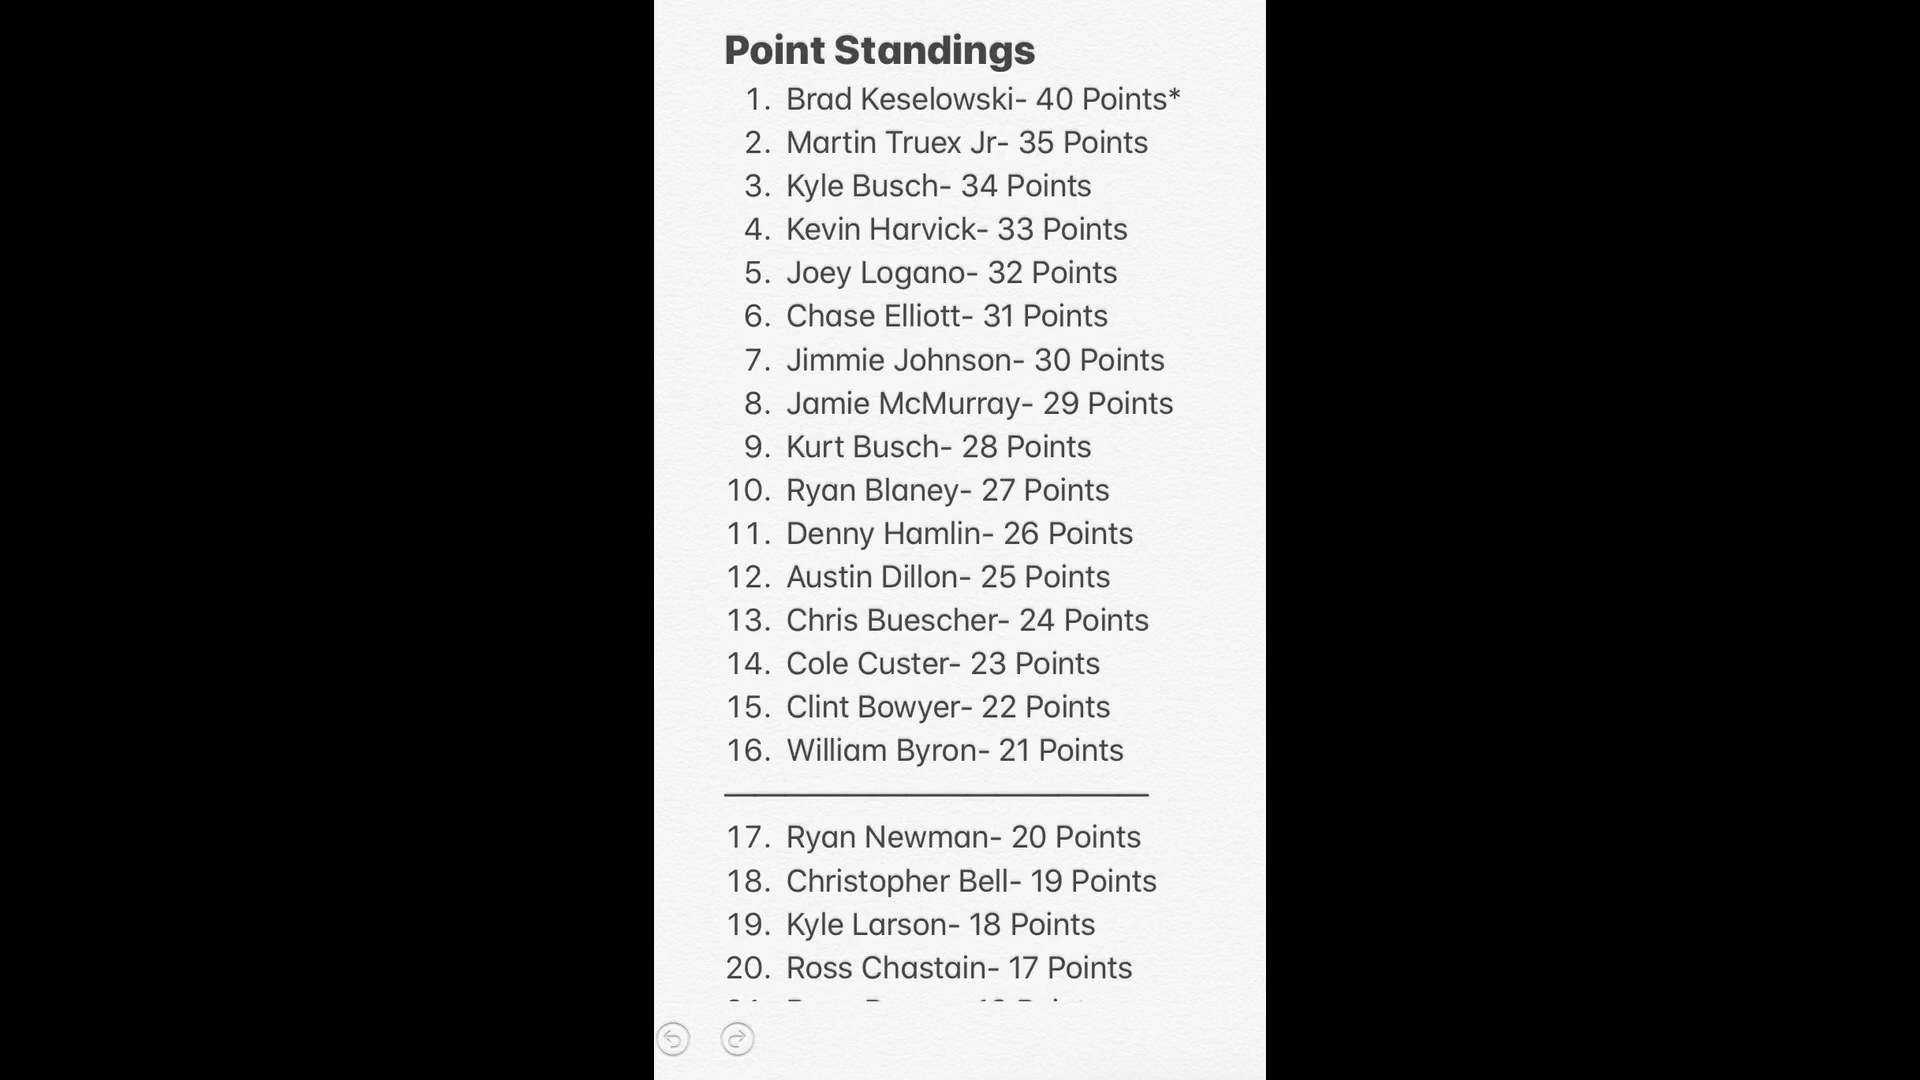 Point Standings
1. Brad Keselowski- 40 Points*
2. Martin Truex Jr- 35 Points
3. Kyle Busch- 34 Points
4. Kevin Harvick- 33 Points
5. Joey Logano- 32 Points
6. Chase Elliott- 31 Points
7. Jimmie Johnson- 30 Points
8. Jamie McMurray- 29 Points
9. Kurt Busch- 28 Points
10. Ryan Blaney- 27 Points
11. Denny Hamlin- 26 Points
12. Austin Dillon- 25 Points
13. Chris Buescher- 24 Points
14. Cole Custer- 23 Points
15. Clint Bowyer- 22 Points
16. William Byron- 21 Points
17. Ryan Newman- 20 Points
18. Christopher Bell- 19 Points
19. Kyle Larson- 18 Points
20. Ross Chastain- 17 Points